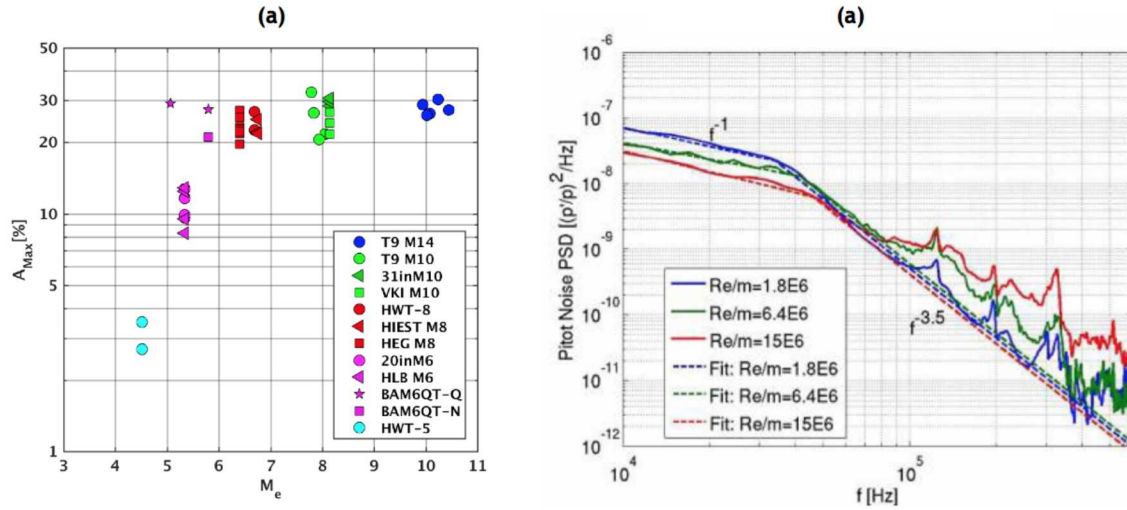 (a)
A_Max [%]
50
30
20
10
5
3
2
1
3 4 5 6 7 8 9 10 11
M_e
T9 M14
T9 M10
31inM10
VKI M10
HWT-8
HIEST M8
HEG M8
20inM6
HLB M6
BAM6QT-Q
BAM6QT-N
HWT-5
(a)
Pitot Noise PSD [(p'/p)^2/Hz]
10^-6
10^-7
10^-8
10^-9
10^-10
10^-11
10^-12
f^-1
f^-3.5
Re/m=1.8E6
Re/m=6.4E6
Re/m=15E6
Fit: Re/m=1.8E6
Fit: Re/m=6.4E6
Fit: Re/m=15E6
10^4 10^5
f [Hz]